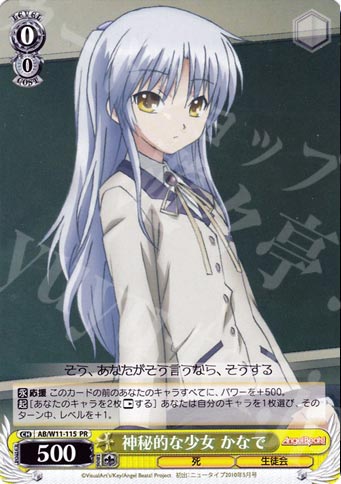 LEVEL
0
0
COST
そう、あなたがそう言うなら、そうする
永 応援 このカードの前のあなたのキャラすべてに、パワーを+500。
起 [あなたのキャラを2枚レストする] あなたは自分のキャラを1枚選び、そのターン中、レベルを+1。
CH AB/W11-115 PR
500
神秘的な少女 かなで
Angel Beats!
死
生徒会
©VisualArt's/Key/Angel Beats! Project 初出:ニュータイプ2010年5月号